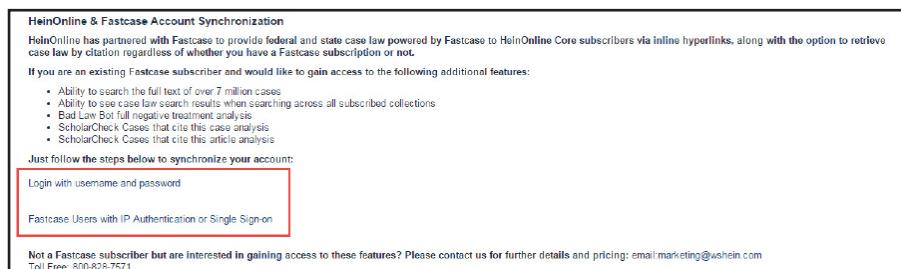 HeinOnline & Fastcase Account Synchronization
HeinOnline has partnered with Fastcase to provide federal and state case law powered by Fastcase to HeinOnline Core subscribers via inline hyperlinks, along with the option to retrieve
case law by citation regardless of whether you have a Fastcase subscription or not.
If you are an existing Fastcase subscriber and would like to gain access to the following additional features:
• Ability to search the full text of over 7 million cases
• Ability to see case law search results when searching across all subscribed collections
• Bad Law Bot full negative treatment analysis
• ScholarCheck Cases that cite this case analysis
• ScholarCheck Cases that cite this article analysis
Just follow the steps below to synchronize your account:
Login with username and password
Fastcase Users with IP Authentication or Single Sign-on
Not a Fastcase subscriber but are interested in gaining access to these features? Please contact us for further details and pricing: email:marketing@wshein.com
Toll Free: 800-828-7571